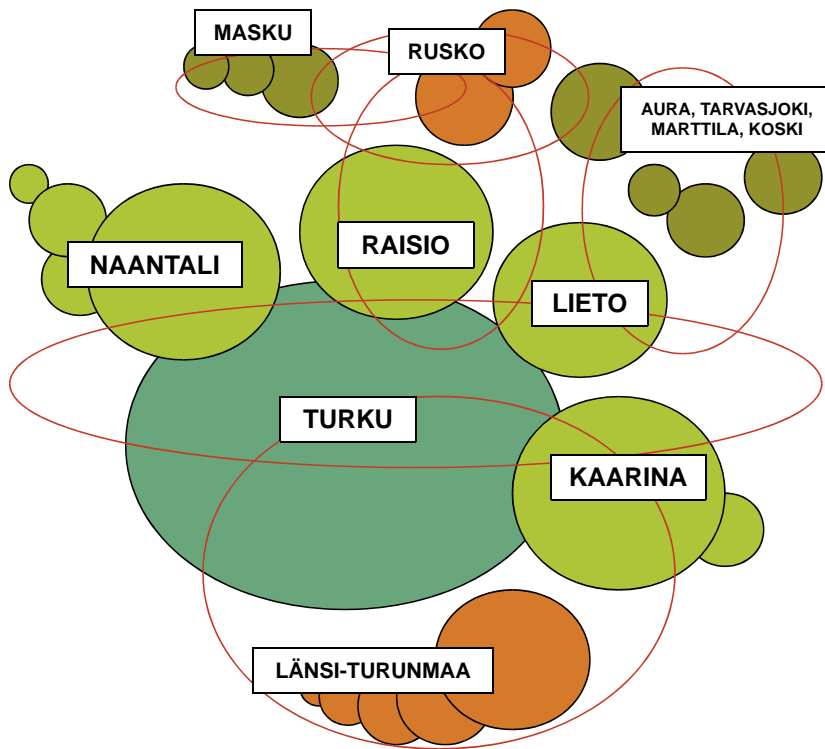 MASKU
RUSKO
AURA, TARVASJOKI,
MARTTILA, KOSKI
NAANTALI
RAISIO
LIETO
TURKU
KAARINA
LÄNSI-TURUNMAA